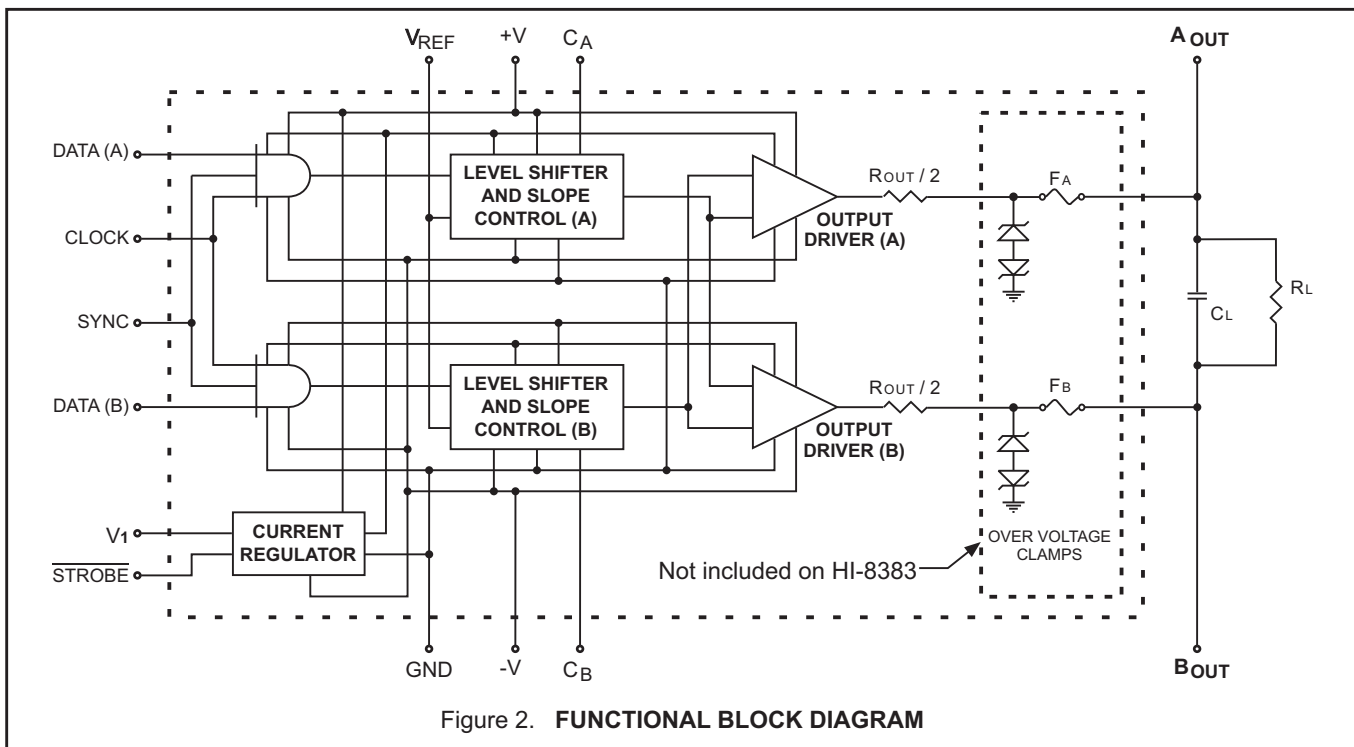 VREF
+V
CA
AOUT
DATA (A)
LEVEL SHIFTER
AND SLOPE
CONTROL (A)
ROUT / 2
FA
OUTPUT
DRIVER (A)
CLOCK
RL
CL
SYNC
DATA (B)
LEVEL SHIFTER
AND SLOPE
CONTROL (B)
ROUT / 2
FB
OUTPUT
DRIVER (B)
V1
CURRENT
REGULATOR
STROBE
OVER VOLTAGE
CLAMPS
Not included on HI-8383
GND
-V
CB
BOUT
Figure 2. FUNCTIONAL BLOCK DIAGRAM